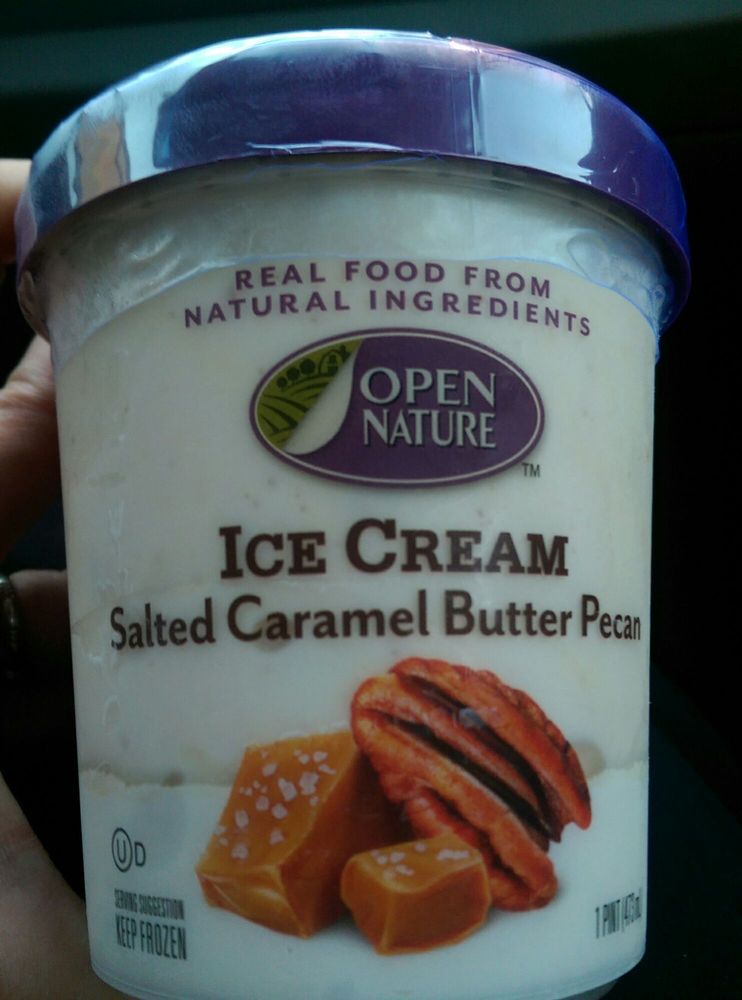 REAL FOOD FROM
NATURAL INGREDIENTS
OPEN
NATURE
TM
ICE CREAM
Salted Caramel Butter Pecan
U D
SERVING SUGGESTION
KEEP FROZEN
1 PINT (473mL